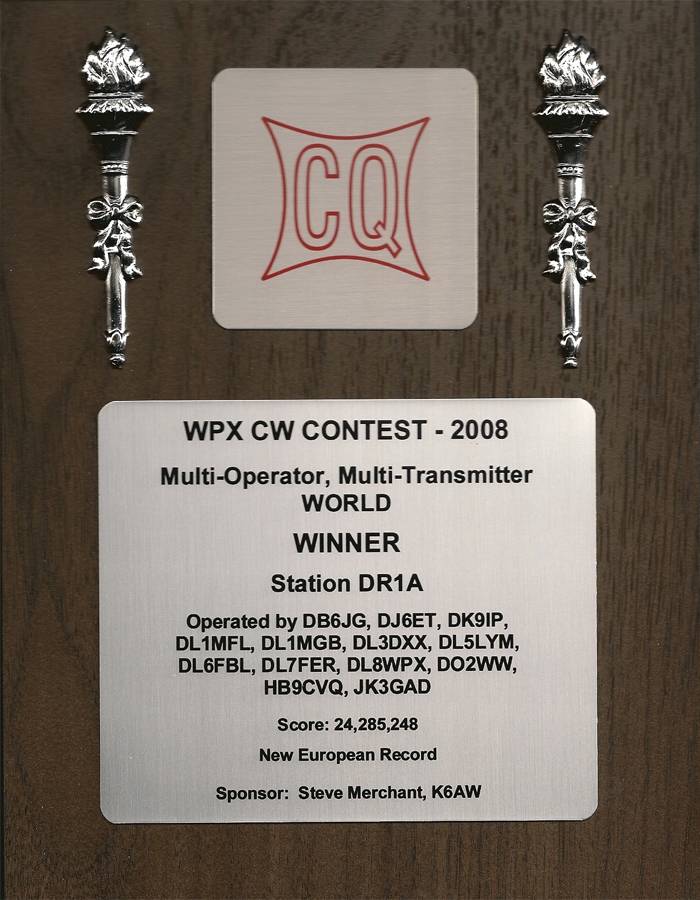 CQ
WPX CW CONTEST - 2008
Multi-Operator, Multi-Transmitter
WORLD
WINNER
Station DR1A
Operated by DB6JG, DJ6ET, DK9IP,
DL1MFL, DL1MGB, DL3DXX, DL5LYM,
DL6FBL, DL7FER, DL8WPX, DO2WW,
HB9CVQ, JK3GAD
Score: 24,285,248
New European Record
Sponsor: Steve Merchant, K6AW